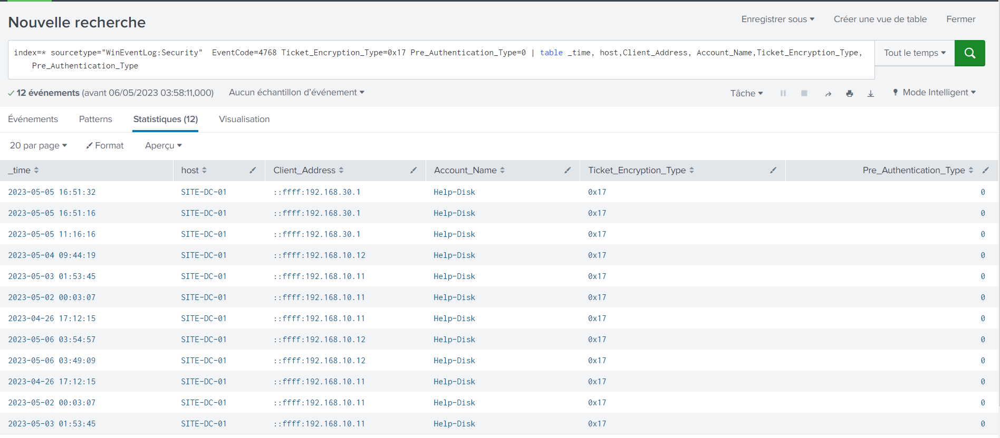 Nouvelle recherche
Enregistrer sous Créer une vue de table Fermer
index=* sourcetype="WinEventLog:Security"  EventCode=4768 Ticket_Encryption_Type=0x17 Pre_Authentication_Type=0 | table _time, host,Client_Address, Account_Name,Ticket_Encryption_Type,
Pre_Authentication_Type
Tout le temps
12 événements (avant 06/05/2023 03:58:11,000) Aucun échantillon d'événement Tâche Mode Intelligent
Événements Patterns Statistiques (12) Visualisation
20 par page Format Aperçu
_time host Client_Address Account_Name Ticket_Encryption_Type Pre_Authentication_Type
2023-05-05 16:51:32 SITE-DC-01 ::ffff:192.168.30.1 Help-Disk 0x17 0
2023-05-05 16:51:16 SITE-DC-01 ::ffff:192.168.30.1 Help-Disk 0x17 0
2023-05-05 11:16:16 SITE-DC-01 ::ffff:192.168.30.1 Help-Disk 0x17 0
2023-05-04 09:44:19 SITE-DC-01 ::ffff:192.168.10.12 Help-Disk 0x17 0
2023-05-03 01:53:45 SITE-DC-01 ::ffff:192.168.10.11 Help-Disk 0x17 0
2023-05-02 00:03:07 SITE-DC-01 ::ffff:192.168.10.11 Help-Disk 0x17 0
2023-04-26 17:12:15 SITE-DC-01 ::ffff:192.168.10.11 Help-Disk 0x17 0
2023-05-06 03:54:57 SITE-DC-01 ::ffff:192.168.10.12 Help-Disk 0x17 0
2023-05-06 03:49:09 SITE-DC-01 ::ffff:192.168.10.12 Help-Disk 0x17 0
2023-04-26 17:12:15 SITE-DC-01 ::ffff:192.168.10.11 Help-Disk 0x17 0
2023-05-02 00:03:07 SITE-DC-01 ::ffff:192.168.10.11 Help-Disk 0x17 0
2023-05-03 01:53:45 SITE-DC-01 ::ffff:192.168.10.11 Help-Disk 0x17 0